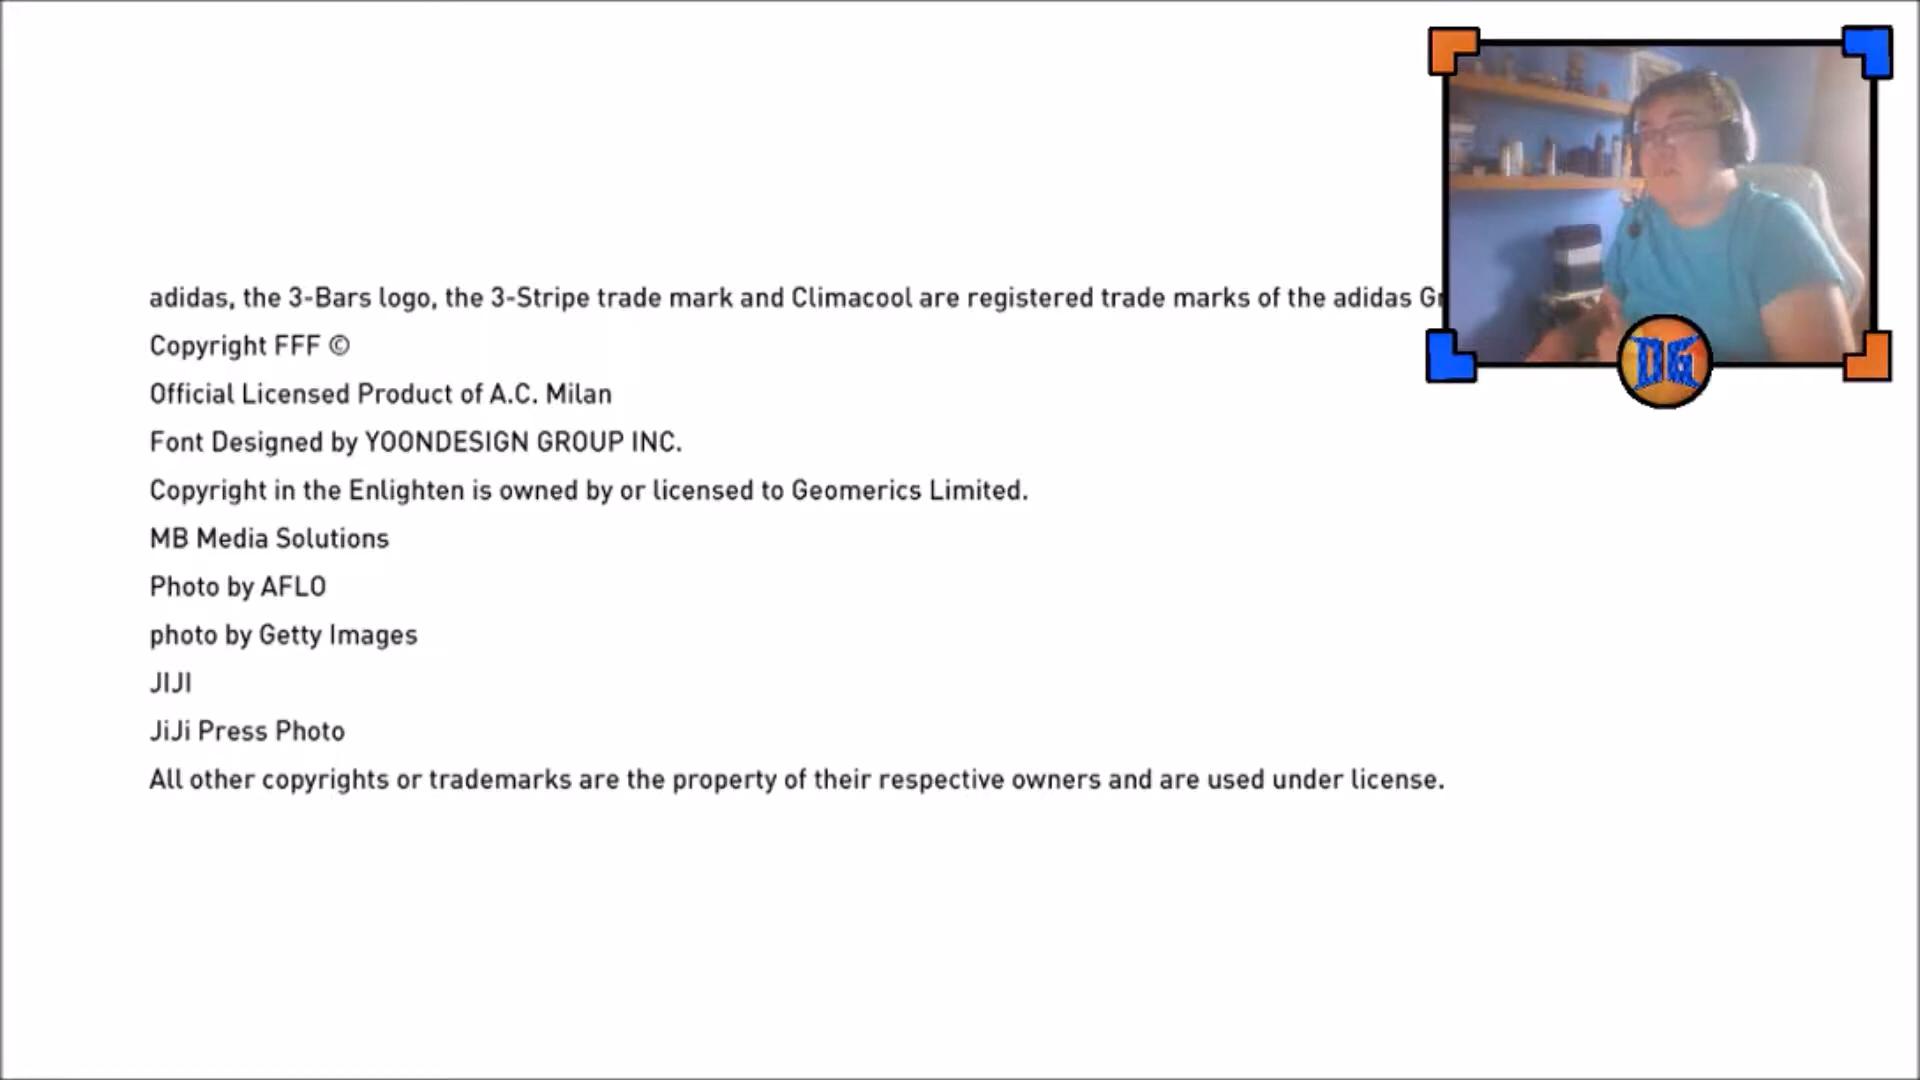 adidas, the 3-Bars logo, the 3-Stripe trade mark and Climacool are registered trade marks of the adidas
Copyright FFF ©
Official Licensed Product of A.C. Milan
Font Designed by YOONDESIGN GROUP INC.
Copyright in the Enlighten is owned by or licensed to Geomerics Limited.
MB Media Solutions
Photo by AFLO
photo by Getty Images
JIJI
JiJi Press Photo
All other copyrights or trademarks are the property of their respective owners and are used under license.
DG